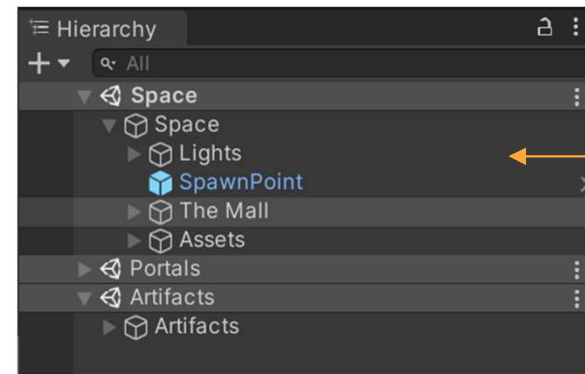 Hierarchy
All
Space
Space
Lights
SpawnPoint
The Mall
Assets
Portals
Artifacts
Artifacts